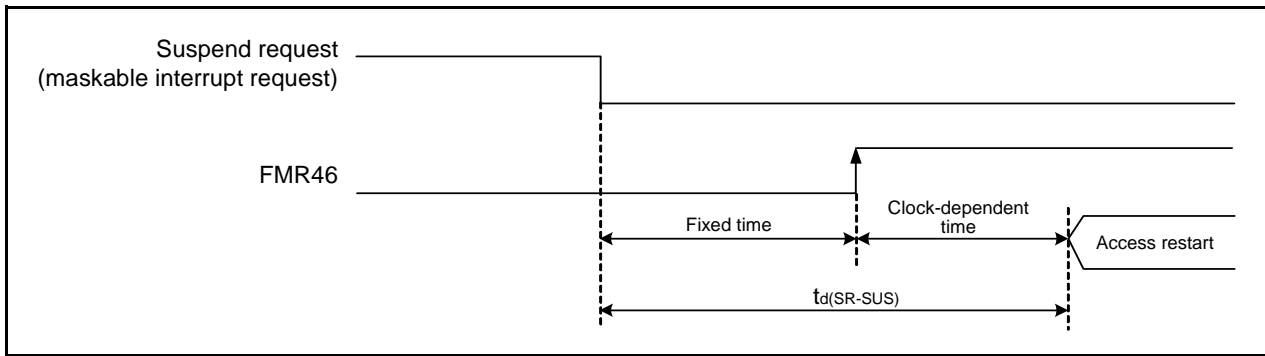 Suspend request
(maskable interrupt request)
FMR46
Fixed time
Clock-dependent
time
Access restart
td(SR-SUS)